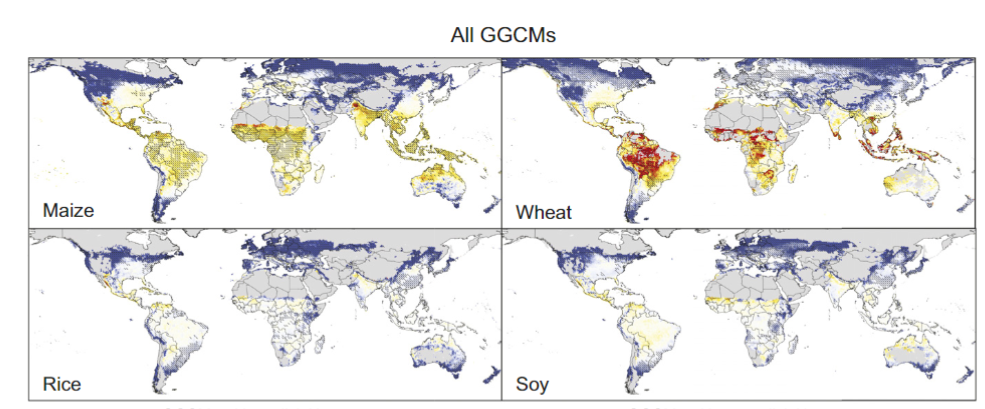 All GGCMs
Maize
Wheat
Rice
Soy